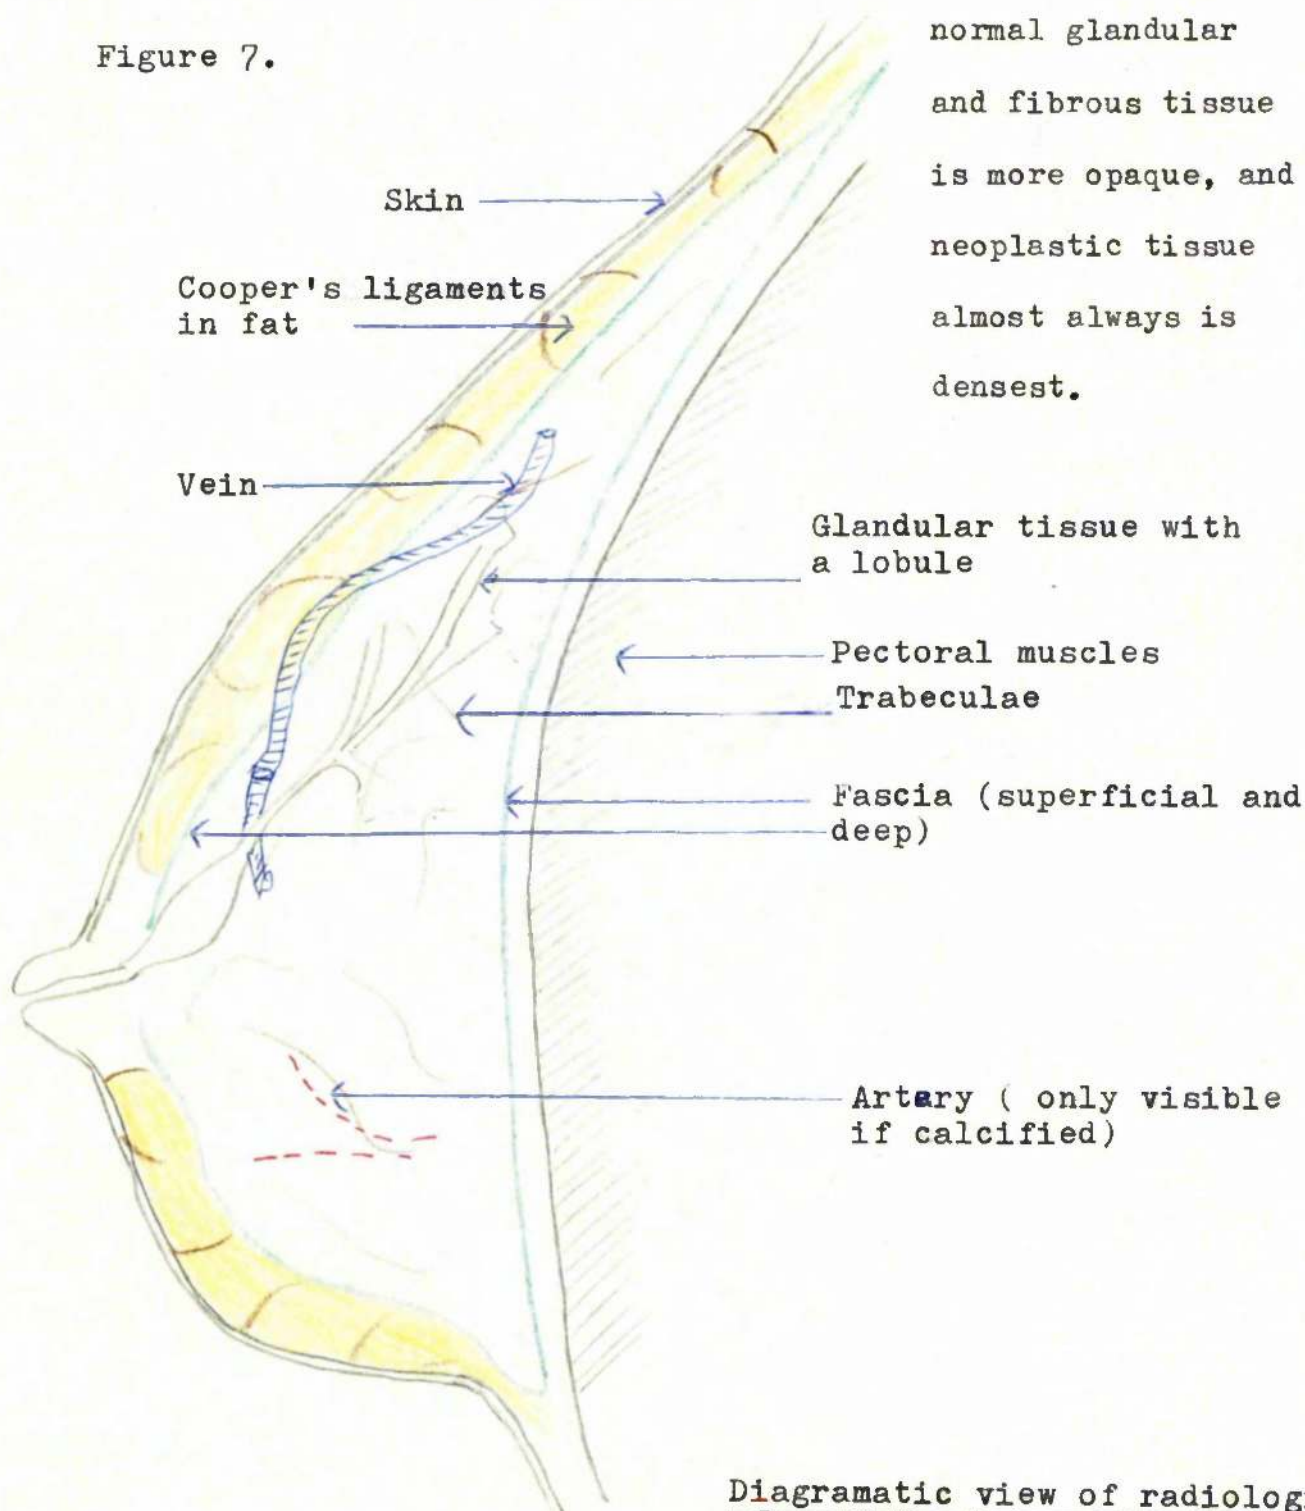 Figure 7.
normal glandular
and fibrous tissue
is more opaque, and
neoplastic tissue
almost always is
densest.
Skin
Cooper's ligaments
in fat
Vein
Glandular tissue with
a lobule
Pectoral muscles
Trabeculae
Fascia (superficial and
deep)
Artery ( only visible
if calcified)
Diagramatic view of